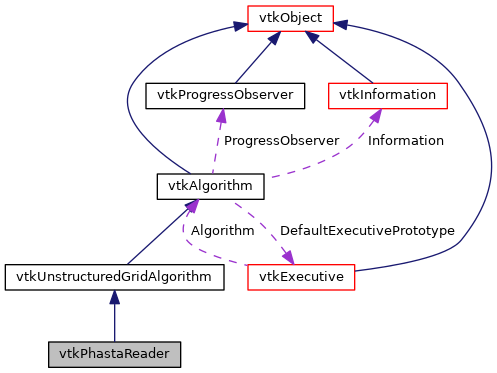 vtkObject
vtkProgressObserver
vtkInformation
ProgressObserver
Information
vtkAlgorithm
Algorithm
DefaultExecutivePrototype
vtkUnstructuredGridAlgorithm
vtkExecutive
vtkPhastaReader